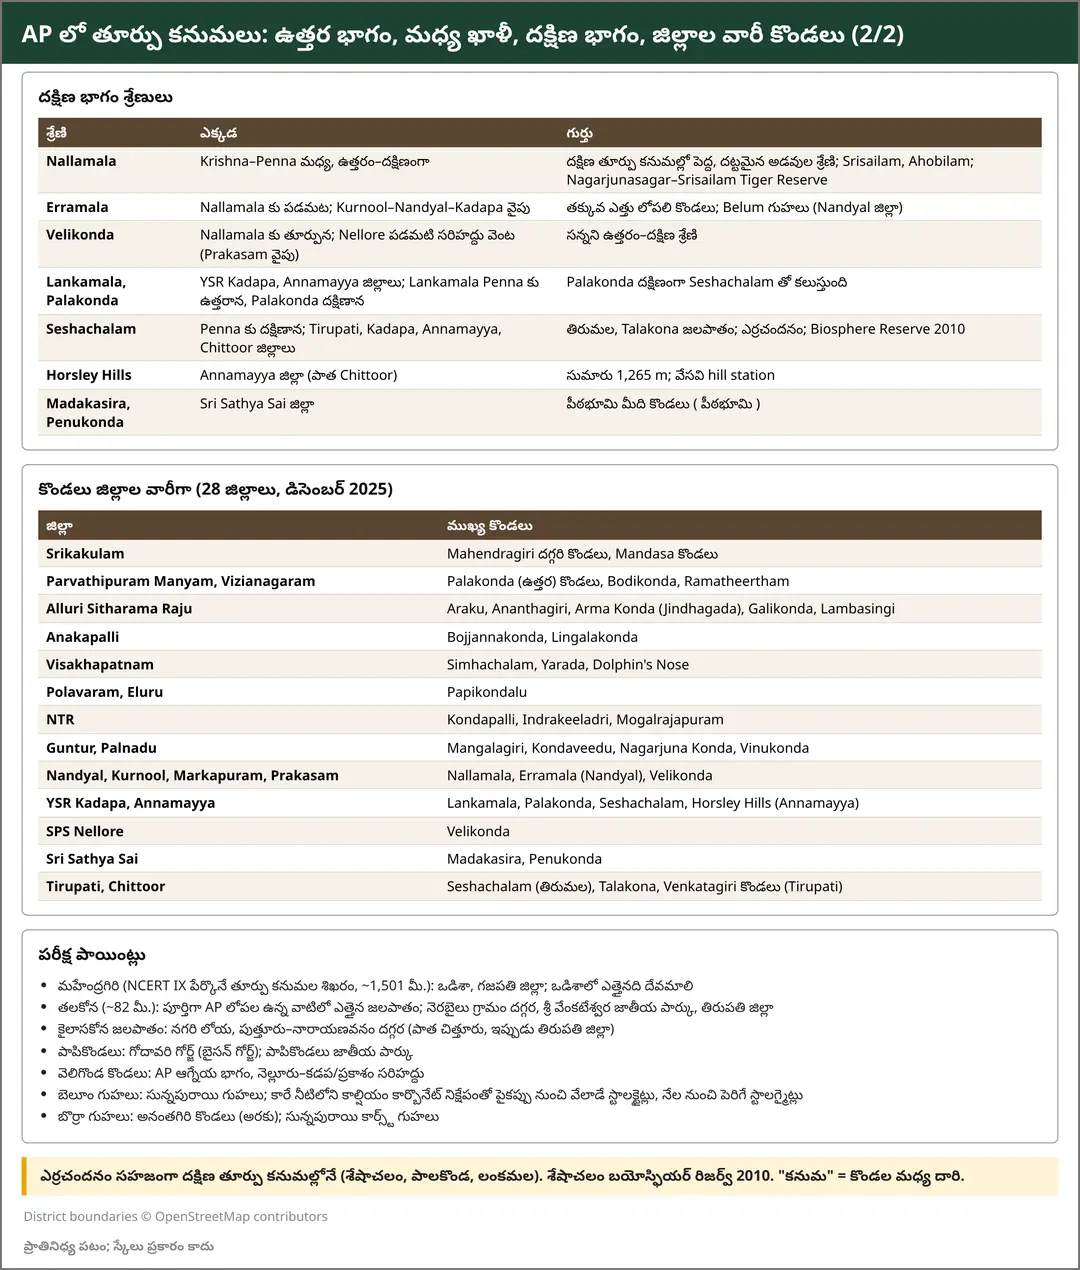 AP లో తూర్పు కనుమలు: ఉత్తర భాగం, మధ్య ఖాళీ, దక్షిణ భాగం, జిల్లాల వారీ కొండలు (2/2)
దక్షిణ భాగం శ్రేణులు
శ్రేణి ఎక్కడ గుర్తు
Nallamala Krishna–Penna మధ్య, ఉత్తరం–దక్షిణంగా దక్షిణ తూర్పు కనుమల్లో పెద్ద, దట్టమైన అడవుల శ్రేణి; Srisailam, Ahobilam;
Nagarjunasagar–Srisailam Tiger Reserve
Erramala Nallamala కు పడమట; Kurnool–Nandyal–Kadapa వైపు తక్కువ ఎత్తు లోపలి కొండలు; Belum గుహలు (Nandyal జిల్లా)
Velikonda Nallamala కు తూర్పున; Nellore పడమటి సరిహద్దు వెంట సన్నని ఉత్తరం–దక్షిణ శ్రేణి
(Prakasam వైపు)
Lankamala, YSR Kadapa, Annamayya జిల్లాలు; Lankamala Penna కు Palakonda దక్షిణంగా Seshachalam తో కలుస్తుంది
Palakonda ఉత్తరాన, Palakonda దక్షిణాన
Seshachalam Penna కు దక్షిణాన; Tirupati, Kadapa, Annamayya, తిరుమల, Talakona జలపాతం; ఎర్రచందనం; Biosphere Reserve 2010
Chittoor జిల్లాలు
Horsley Hills Annamayya జిల్లా (పాత Chittoor) సుమారు 1,265 m; వేసవి hill station
Madakasira, Sri Sathya Sai జిల్లా పీఠభూమి మీది కొండలు ( పీఠభూమి )
Penukonda
కొండలు జిల్లాల వారీగా (28 జిల్లాలు, డిసెంబర్ 2025)
జిల్లా ముఖ్య కొండలు
Srikakulam Mahendragiri దగ్గరి కొండలు, Mandasa కొండలు
Parvathipuram Manyam, Vizianagaram Palakonda (ఉత్తర) కొండలు, Bodikonda, Ramatheertham
Alluri Sitharama Raju Araku, Ananthagiri, Arma Konda (Jindhagada), Galikonda, Lambasingi
Anakapalli Bojjannakonda, Lingalakonda
Visakhapatnam Simhachalam, Yarada, Dolphin's Nose
Polavaram, Eluru Papikondalu
NTR Kondapalli, Indrakeeladri, Mogalrajapuram
Guntur, Palnadu Mangalagiri, Kondaveedu, Nagarjuna Konda, Vinukonda
Nandyal, Kurnool, Markapuram, Prakasam Nallamala, Erramala (Nandyal), Velikonda
YSR Kadapa, Annamayya Lankamala, Palakonda, Seshachalam, Horsley Hills (Annamayya)
SPS Nellore Velikonda
Sri Sathya Sai Madakasira, Penukonda
Tirupati, Chittoor Seshachalam (తిరుమల), Talakona, Venkatagiri కొండలు (Tirupati)
పరీక్ష పాయింట్లు
• మహేంద్రగిరి (NCERT IX పేర్కొనే తూర్పు కనుమల శిఖరం, ~1,501 మీ.): ఒడిశా, గజపతి జిల్లా; ఒడిశాలో ఎత్తైనది దేవమాలి
• తలకోన (~82 మీ.): పూర్తిగా AP లోపల ఉన్న వాటిలో ఎత్తైన జలపాతం; నెరబైలు గ్రామం దగ్గర, శ్రీ వేంకటేశ్వర జాతీయ పార్కు, తిరుపతి జిల్లా
• కైలాసకోన జలపాతం: నగరి లోయ, పుత్తూరు–నారాయణవనం దగ్గర (పాత చిత్తూరు, ఇప్పుడు తిరుపతి జిల్లా)
• పాపికొండలు: గోదావరి గోర్జ్ (బైసన్ గోర్జ్); పాపికొండలు జాతీయ పార్కు
• వెలిగొండ కొండలు: AP ఆగ్నేయ భాగం, నెల్లూరు–కడప/ప్రకాశం సరిహద్దు
• బెలూం గుహలు: సున్నపురాయి గుహలు; కారే నీటిలోని కాల్షియం కార్బొనేట్ నిక్షేపంతో పైకప్పు నుంచి వేలాడే స్టాలక్టైట్లు, నేల నుంచి పెరిగే స్టాలగ్మైట్లు
• బొర్రా గుహలు: అనంతగిరి కొండలు (అరకు); సున్నపురాయి కార్స్ట్ గుహలు
ఎర్రచందనం సహజంగా దక్షిణ తూర్పు కనుమల్లోనే (శేషాచలం, పాలకొండ, లంకమల). శేషాచలం బయోస్ఫియర్ రిజర్వ్ 2010. "కనుమ" = కొండల మధ్య దారి.
District boundaries © OpenStreetMap contributors
ప్రాతినిధ్య పటం; స్కేలు ప్రకారం కాదు